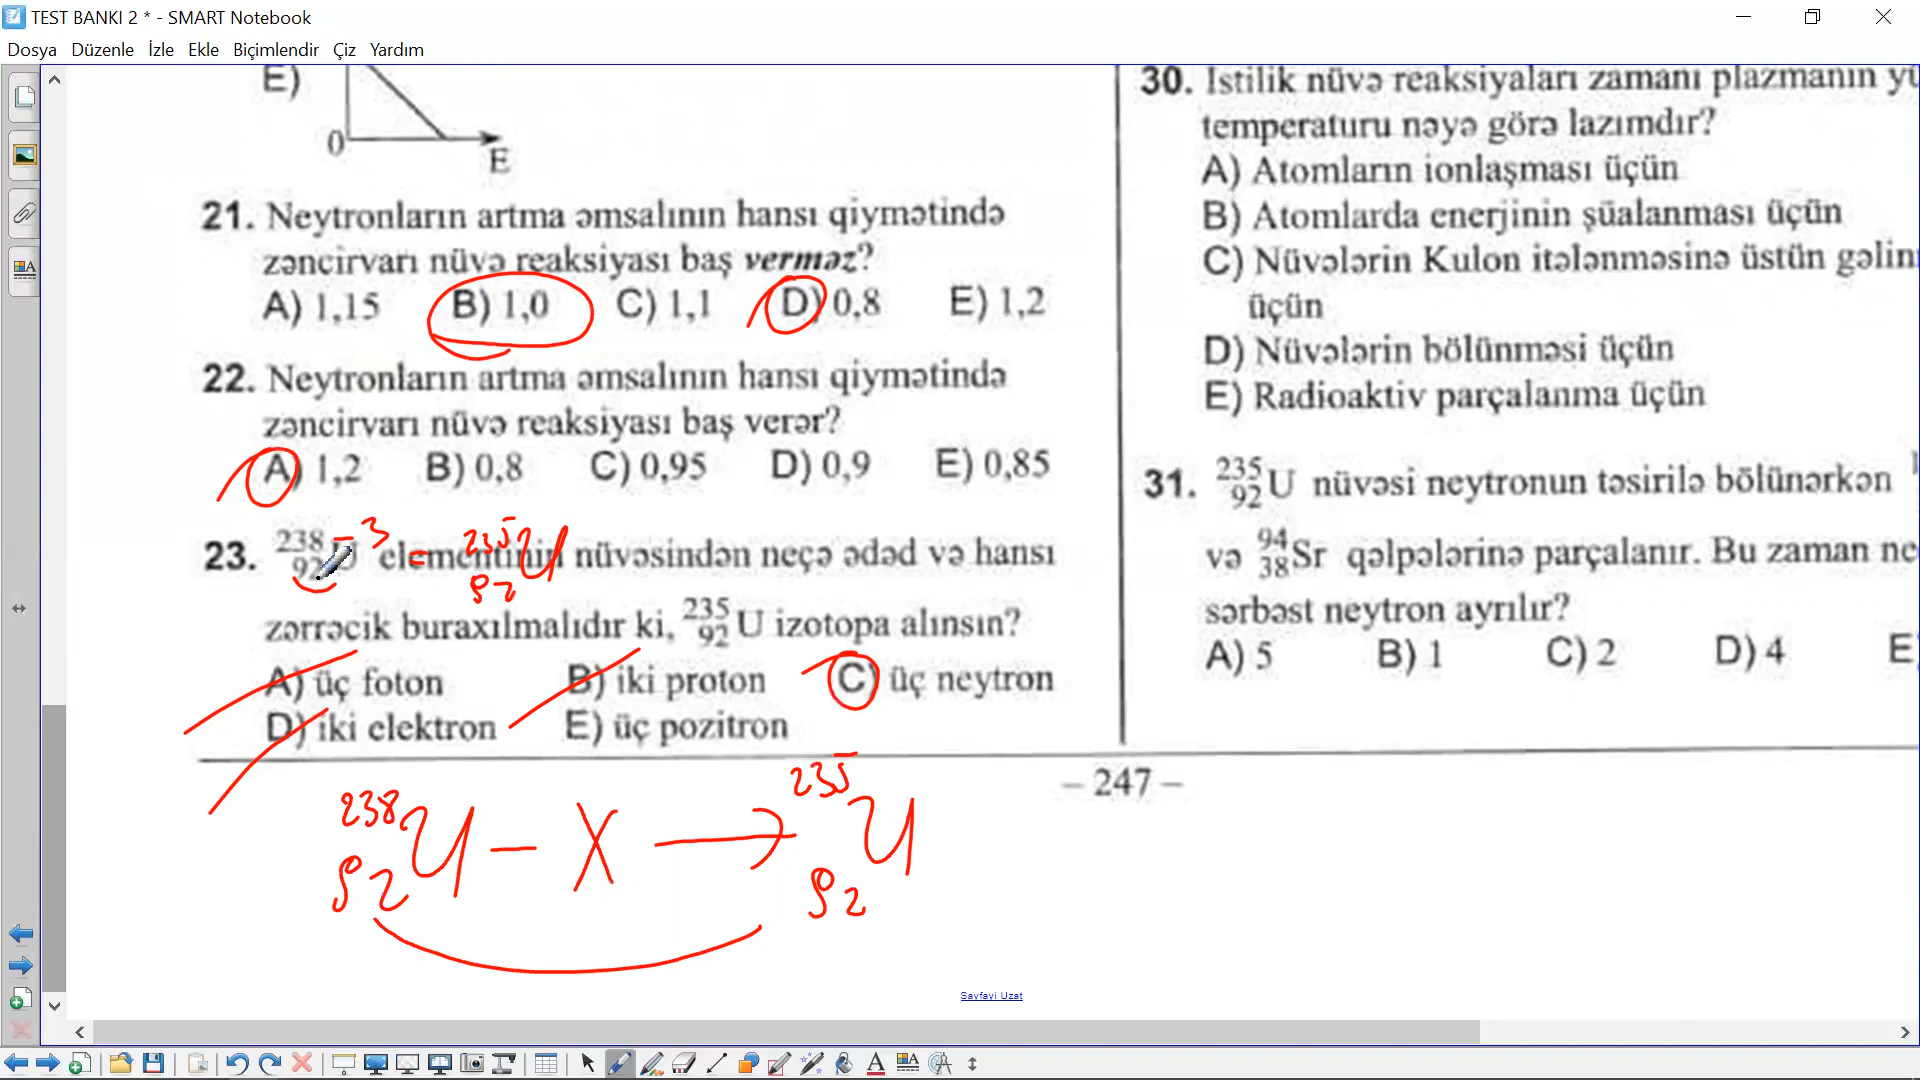 TEST BANKI 2 * - SMART Notebook
Dosya Düzenle İzle Ekle Biçimlendir Çiz Yardım
E)
0
E
21. Neytronların artma əmsalının hansı qiymətində
zəncirvarı nüvə reaksiyası baş verməz?
A) 1,15 B) 1,0 C) 1,1 D) 0,8 E) 1,2
22. Neytronların artma əmsalının hansı qiymətində
zəncirvarı nüvə reaksiyası baş verər?
A) 1,2 B) 0,8 C) 0,95 D) 0,9 E) 0,85
- 3 = 235 92 U
23. 238 92 U elementinin nüvəsindən neçə ədəd və hansı
zərrəcik buraxılmalıdır ki, 235 92 U izotopa alınsın?
A) üç foton B) iki proton C) üç neytron
D) iki elektron E) üç pozitron
– 247 –
238 92 U – X → 235 92 U
30. İstilik nüvə reaksiyaları zamanı plazmanın
temperaturu nəyə görə lazımdır?
A) Atomların ionlaşması üçün
B) Atomlarda enerjinin şüalanması üçün
C) Nüvələrin Kulon itələnməsinə üstün
üçün
D) Nüvələrin bölünməsi üçün
E) Radioaktiv parçalanma üçün
31. 235 92 U nüvəsi neytronun təsirilə bölünərkən
və 94 38 Sr qəlpələrinə parçalanır. Bu zaman
sərbəst neytron ayrılır?
A) 5 B) 1 C) 2 D) 4 E
Sayfayi Uzat